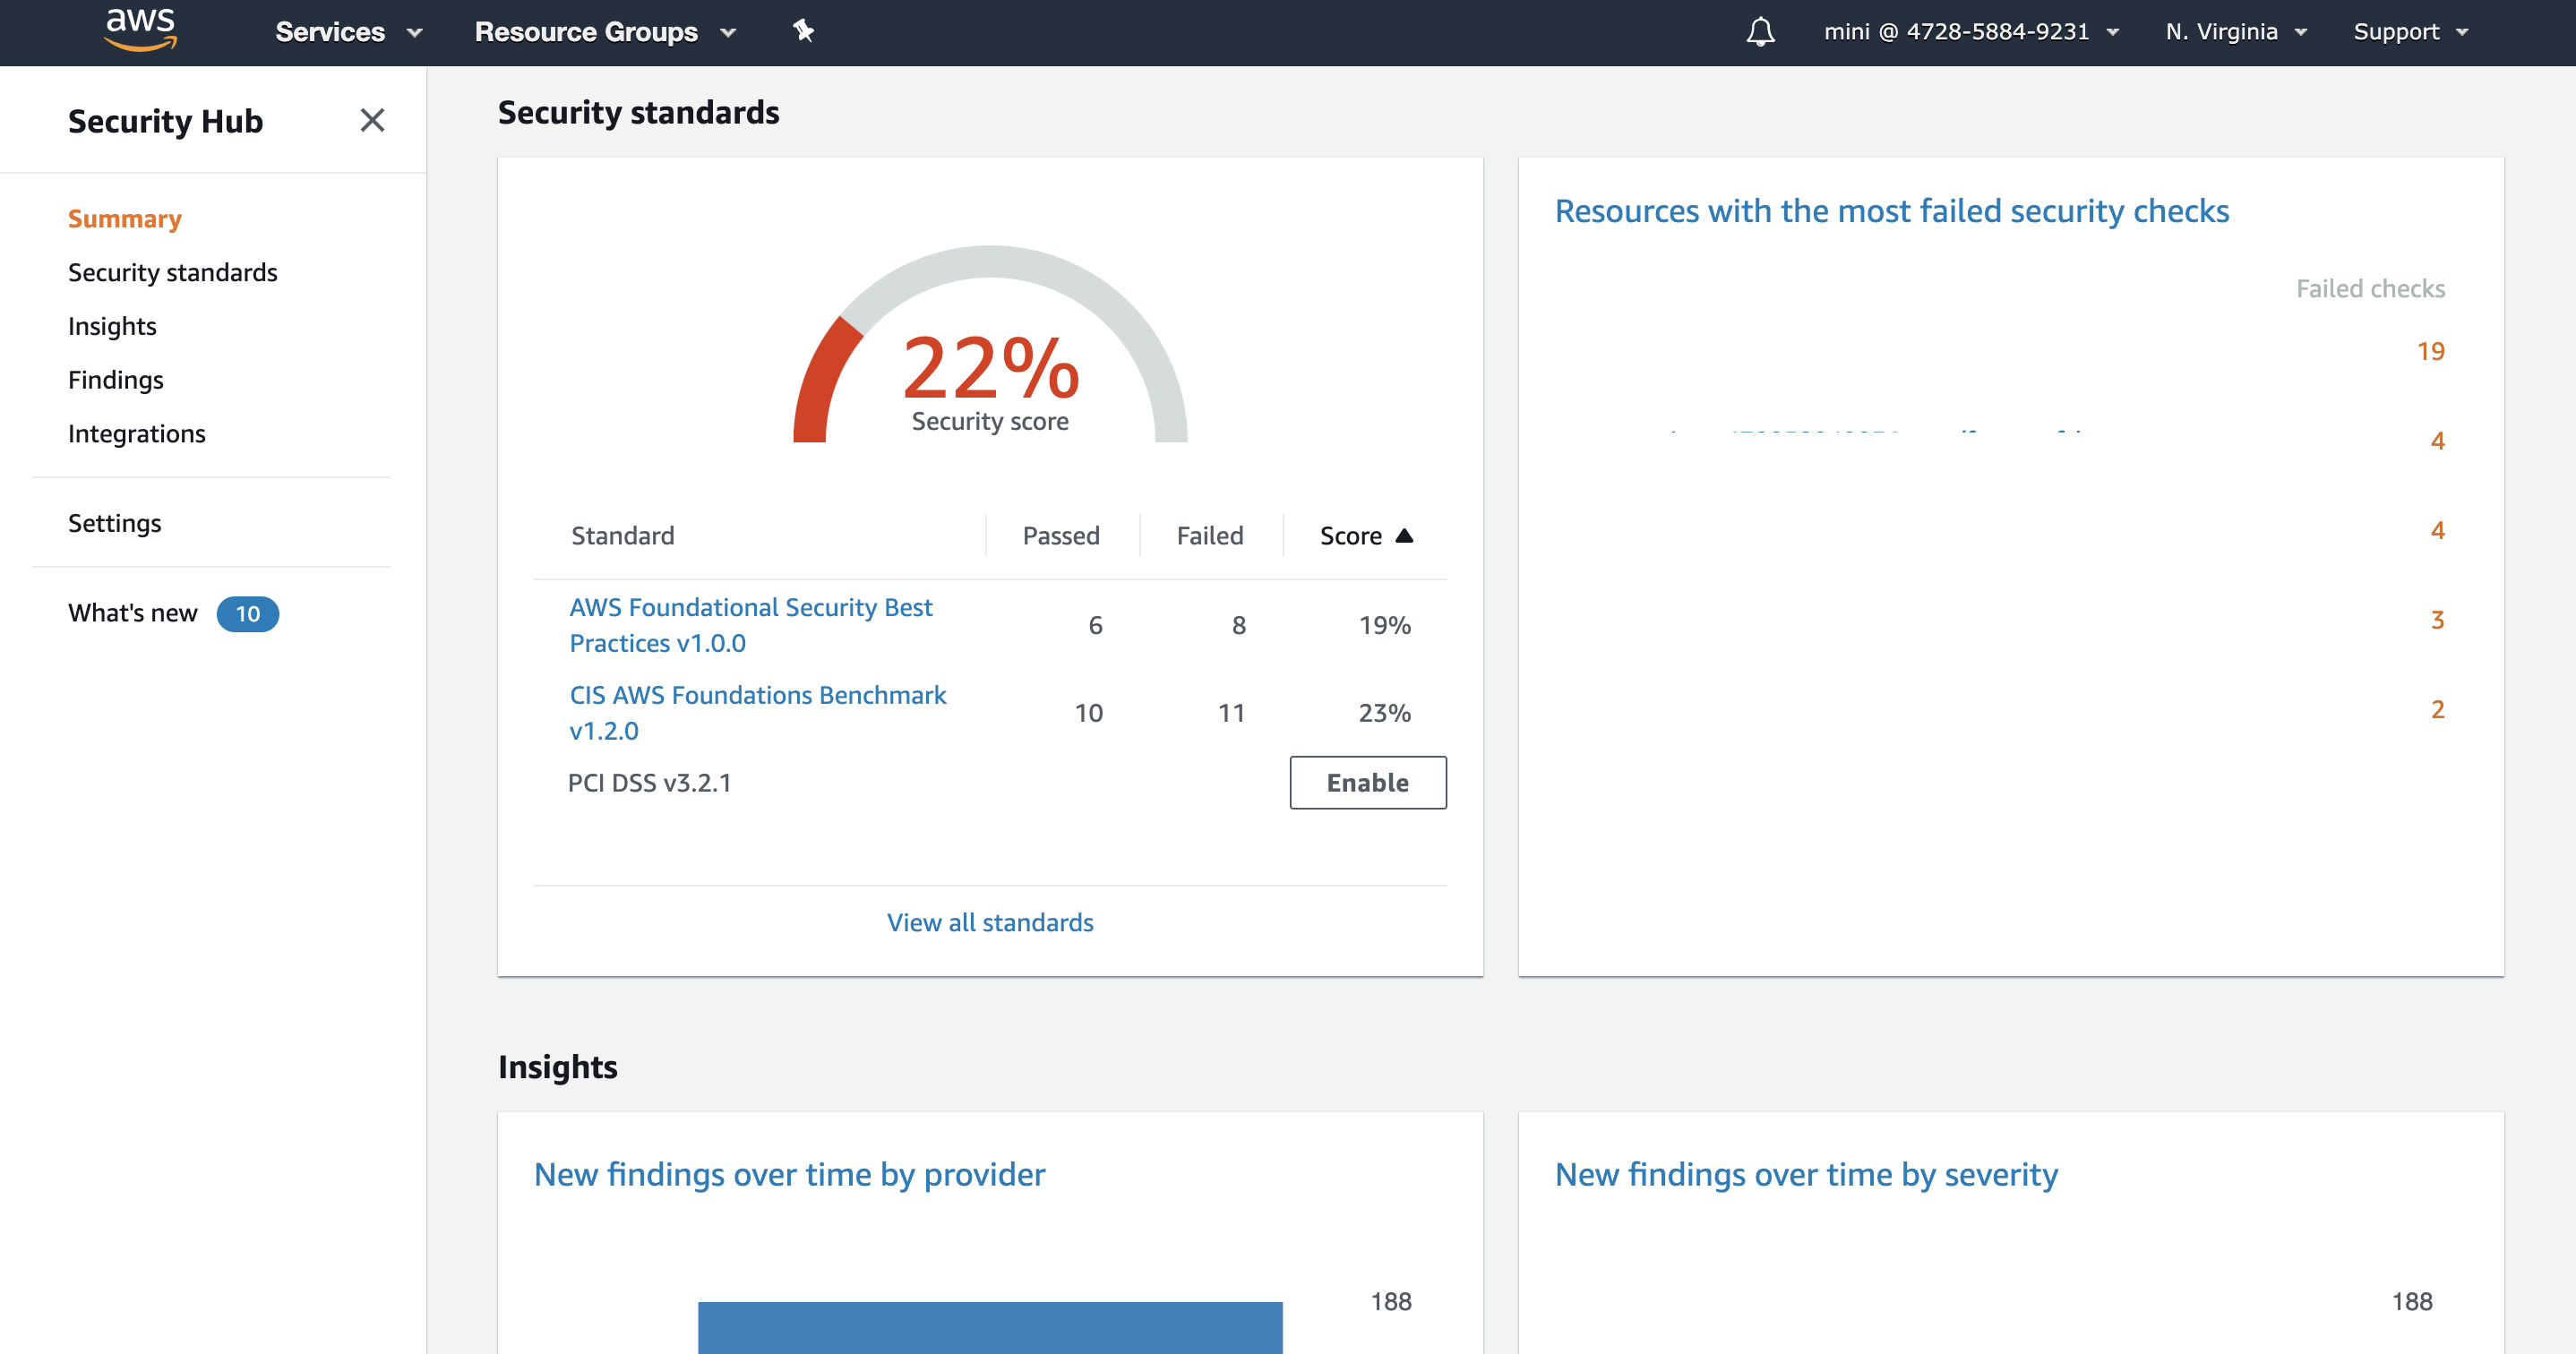 aws
Services
Resource Groups
mini @ 4728-5884-9231
N. Virginia
Support
Security Hub
Summary
Security standards
Insights
Findings
Integrations
Settings
What's new 10
Security standards
22%
Security score
Standard Passed Failed Score
AWS Foundational Security Best
Practices v1.0.0
6 8 19%
CIS AWS Foundations Benchmark
v1.2.0
10 11 23%
PCI DSS v3.2.1
Enable
View all standards
Resources with the most failed security checks
Failed checks
19
4
4
3
2
Insights
New findings over time by provider
188
New findings over time by severity
188